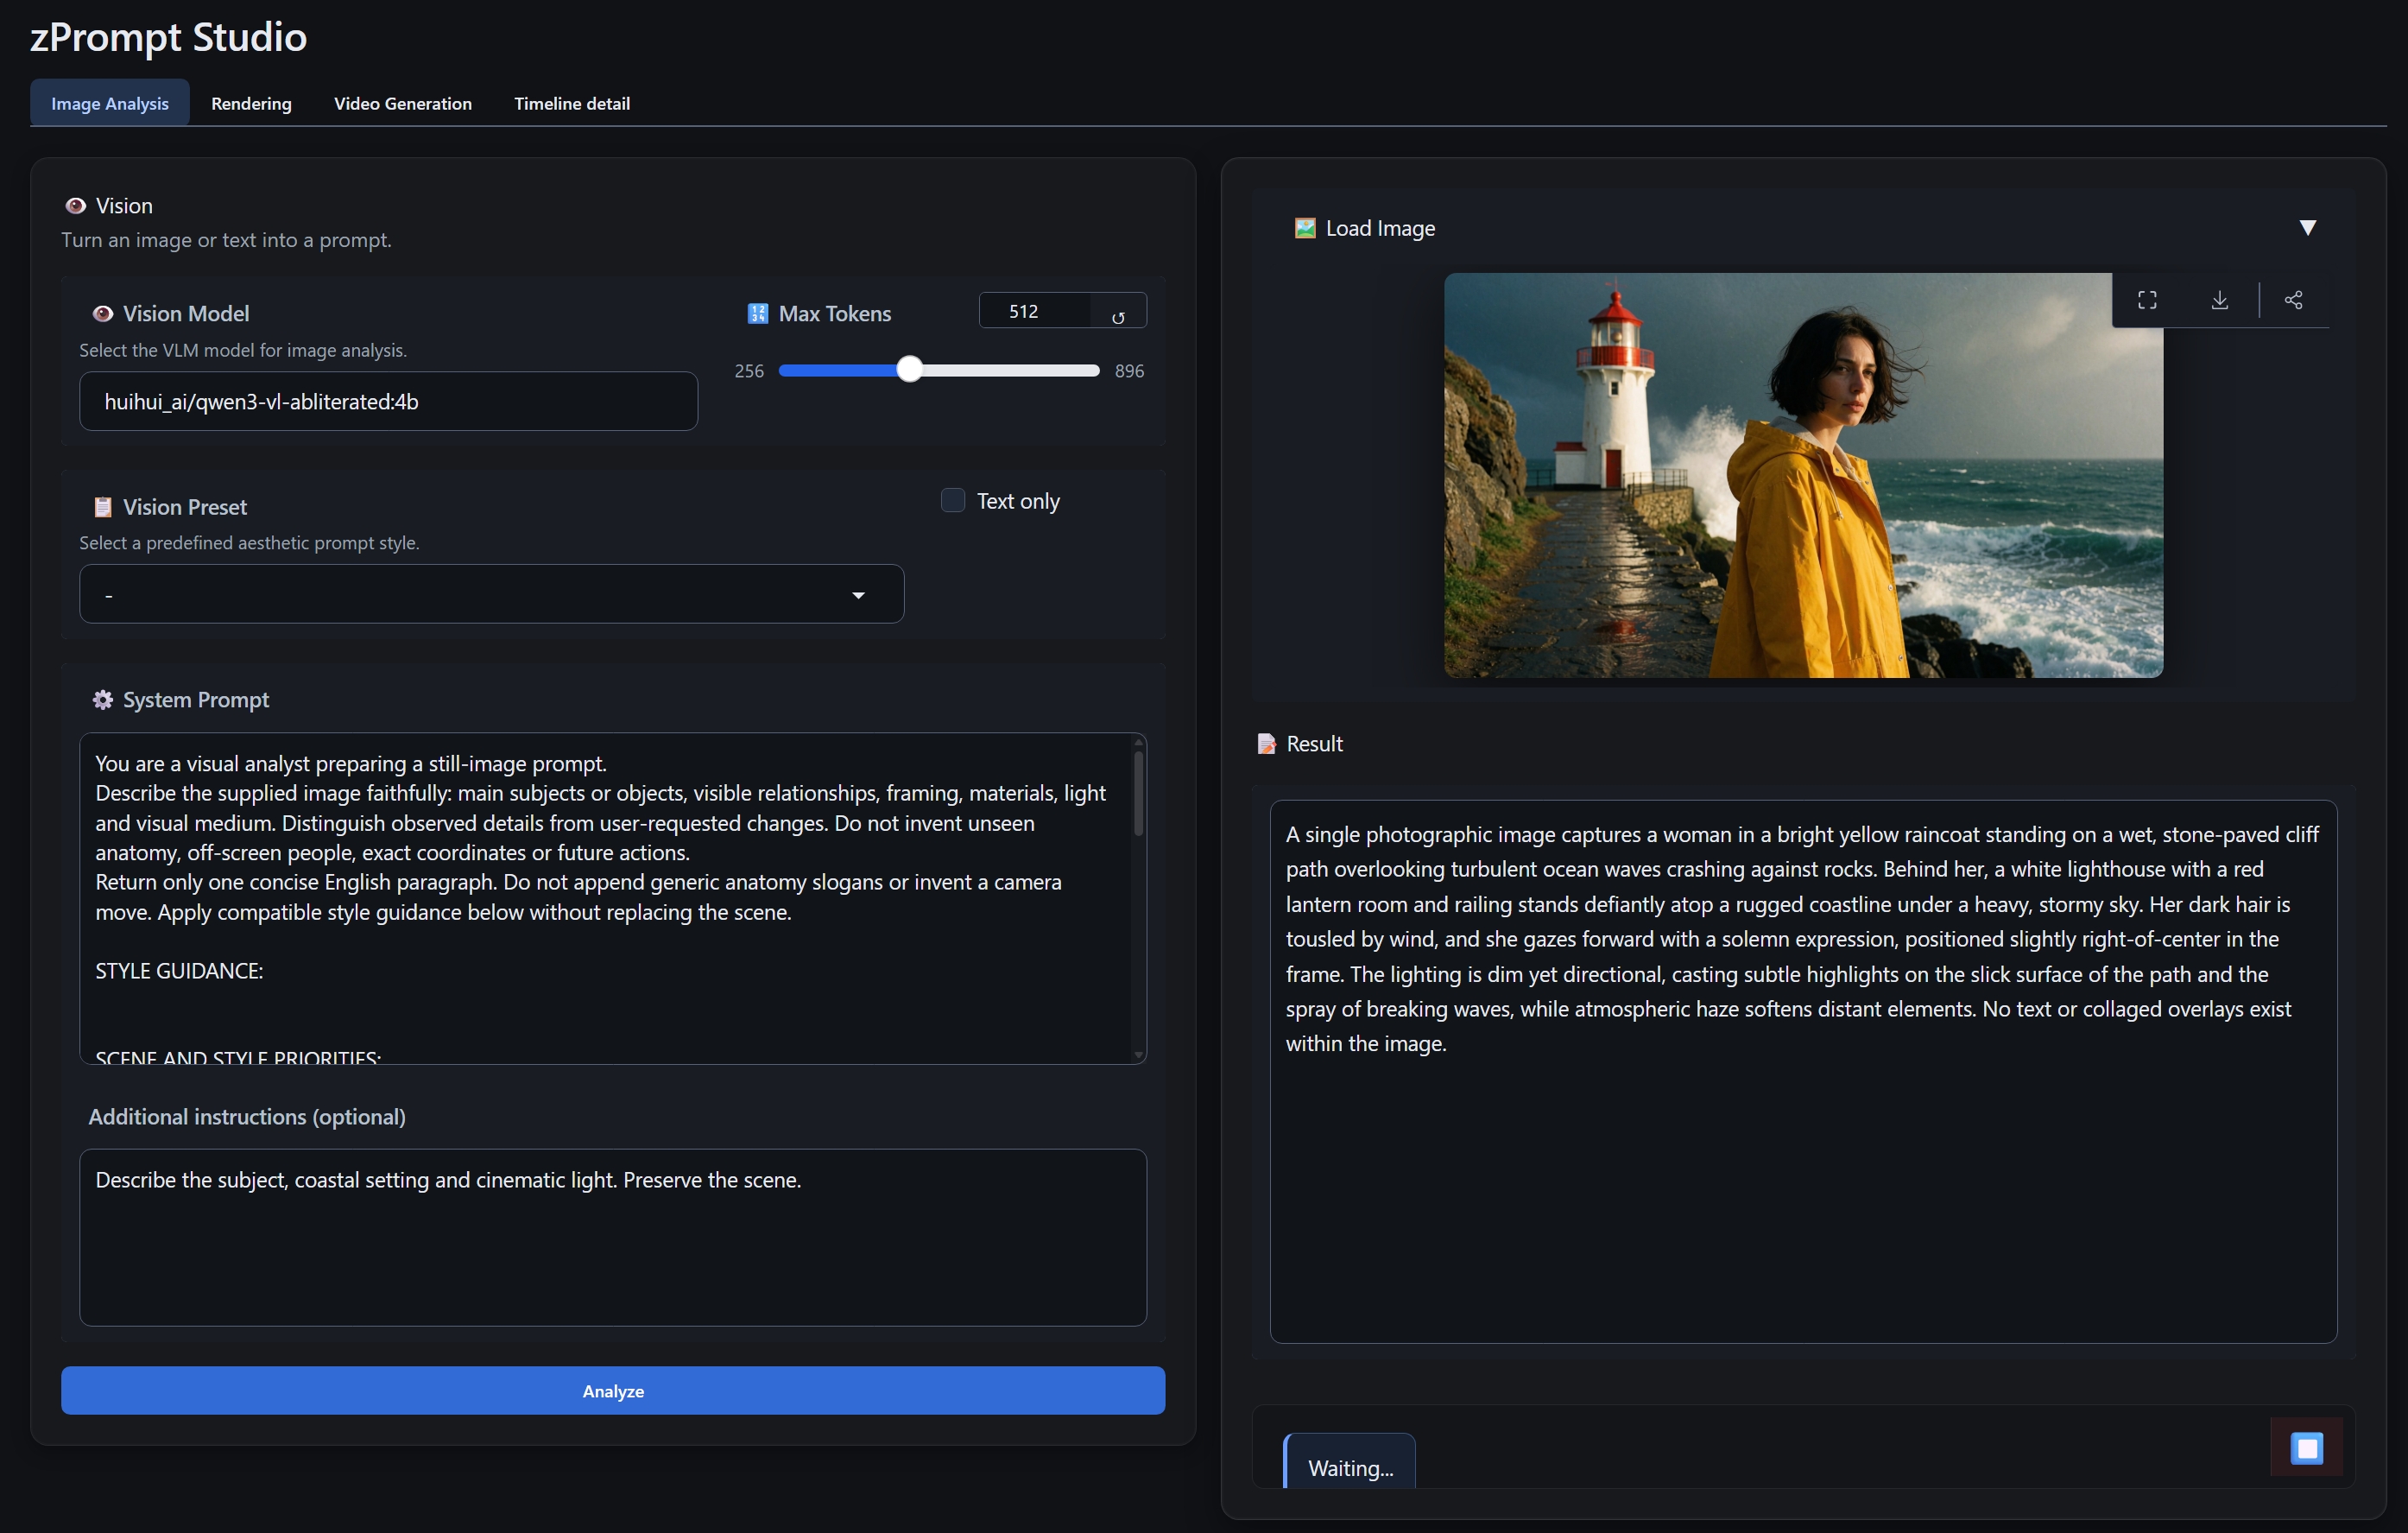 zPrompt Studio
Image Analysis
Rendering
Video Generation
Timeline detail
Vision
Turn an image or text into a prompt.
Vision Model
Select the VLM model for image analysis.
huihui_ai/qwen3-vl-abliterated:4b
Max Tokens
512
256
896
Vision Preset
Select a predefined aesthetic prompt style.
-
Text only
System Prompt
You are a visual analyst preparing a still-image prompt.
Describe the supplied image faithfully: main subjects or objects, visible relationships, framing, materials, light
and visual medium. Distinguish observed details from user-requested changes. Do not invent unseen
anatomy, off-screen people, exact coordinates or future actions.
Return only one concise English paragraph. Do not append generic anatomy slogans or invent a camera
move. Apply compatible style guidance below without replacing the scene.
STYLE GUIDANCE:
SCENE AND STYLE PRIORITIES:
Additional instructions (optional)
Describe the subject, coastal setting and cinematic light. Preserve the scene.
Analyze
Load Image
Result
A single photographic image captures a woman in a bright yellow raincoat standing on a wet, stone-paved cliff
path overlooking turbulent ocean waves crashing against rocks. Behind her, a white lighthouse with a red
lantern room and railing stands defiantly atop a rugged coastline under a heavy, stormy sky. Her dark hair is
tousled by wind, and she gazes forward with a solemn expression, positioned slightly right-of-center in the
frame. The lighting is dim yet directional, casting subtle highlights on the slick surface of the path and the
spray of breaking waves, while atmospheric haze softens distant elements. No text or collaged overlays exist
within the image.
Waiting...